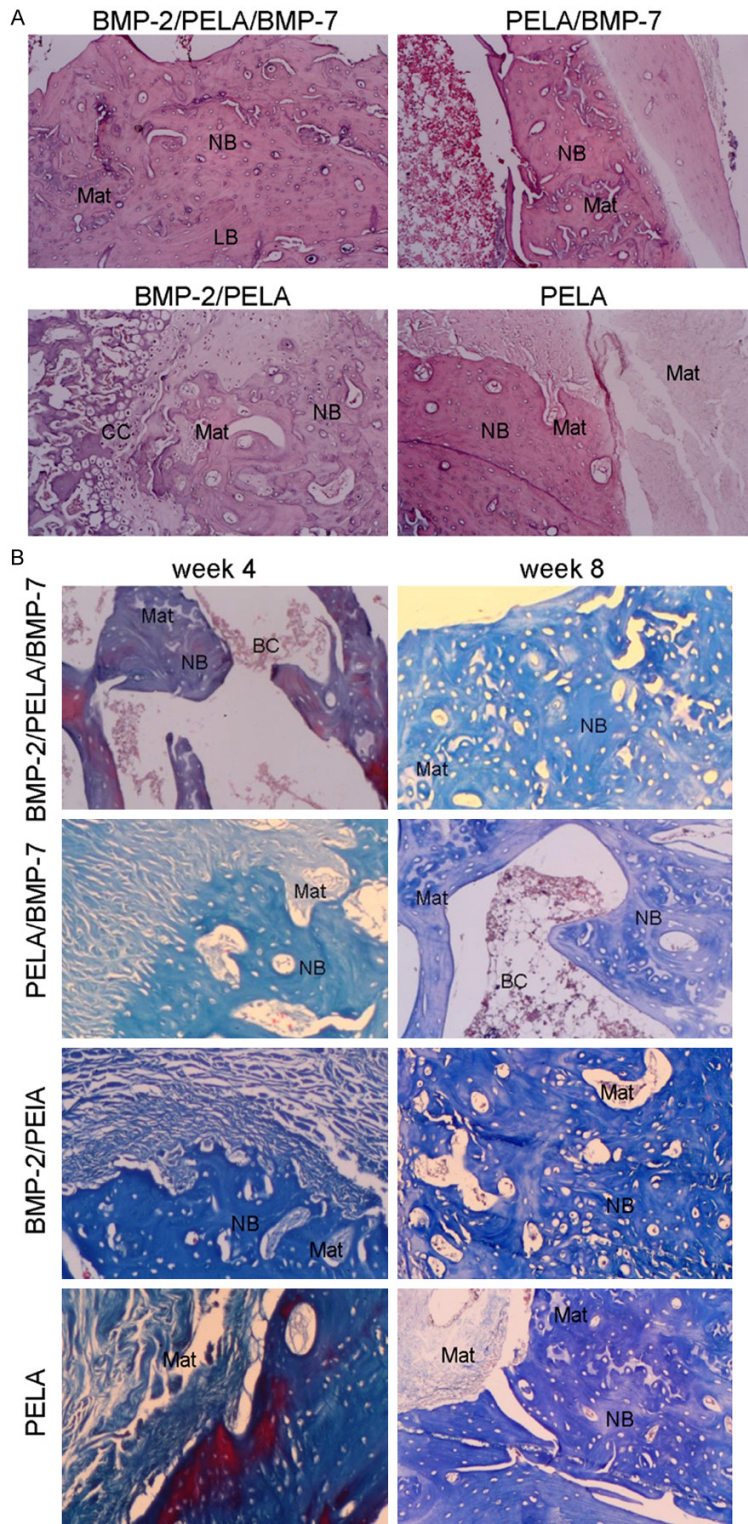 A
BMP-2/PELA/BMP-7 PELA/BMP-7
NB
Mat
LB
NB
Mat
BMP-2/PELA PELA
CC
Mat
NB
NB
Mat
Mat
B
week 4 week 8
BMP-2/PELA/BMP-7
Mat
NB
BC
NB
Mat
PELA/BMP-7
Mat
NB
Mat
NB
BC
BMP-2/PEIA
NB
Mat
Mat
NB
PELA
Mat
Mat
Mat
NB